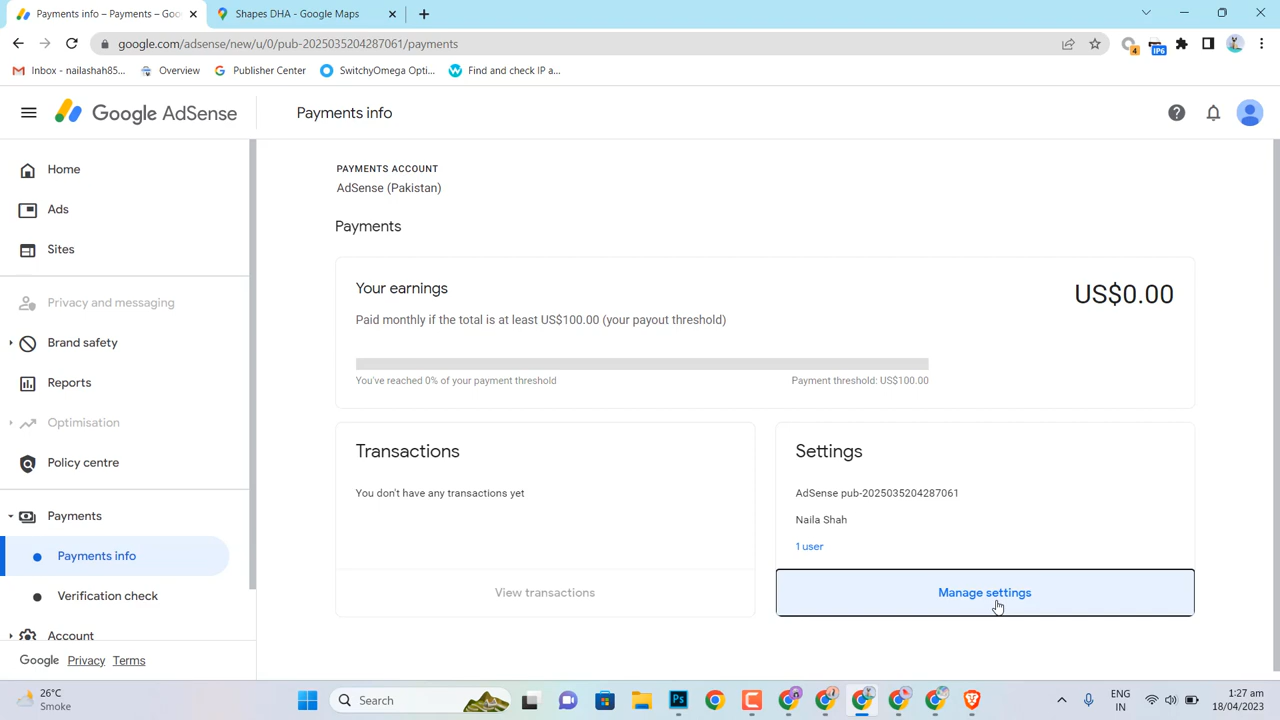 Payments info – Payments – Goo
Shapes DHA - Google Maps
google.com/adsense/new/u/0/pub-2025035204287061/payments
4
IP6
Inbox - nailashah85...
Overview
Publisher Center
SwitchyOmega Opti...
Find and check IP a...
Google AdSense
Payments info
Home
Ads
Sites
Privacy and messaging
Brand safety
Reports
Optimisation
Policy centre
Payments
Payments info
Verification check
Account
Google Privacy Terms
PAYMENTS ACCOUNT
AdSense (Pakistan)
Payments
Your earnings
US$0.00
Paid monthly if the total is at least US$100.00 (your payout threshold)
You've reached 0% of your payment threshold
Payment threshold: US$100.00
Transactions
You don't have any transactions yet
View transactions
Settings
AdSense pub-2025035204287061
Naila Shah
1 user
Manage settings
26°C
Smoke
Search
Ps
ENG
IN
1:27 am
18/04/2023